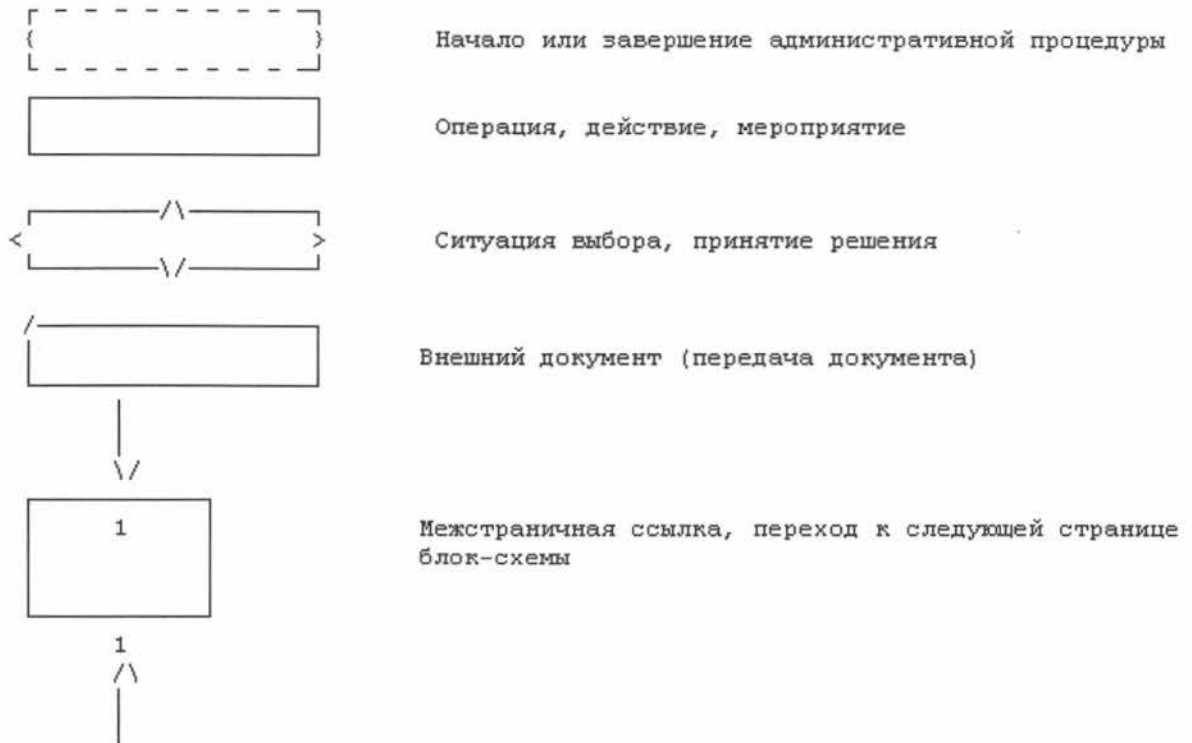 Начало или завершение административной процедуры
Операция, действие, мероприятие
Ситуация выбора, принятие решения
Внешний документ (передача документа)
1
Межстраничная ссылка, переход к следующей странице
блок-схемы
1